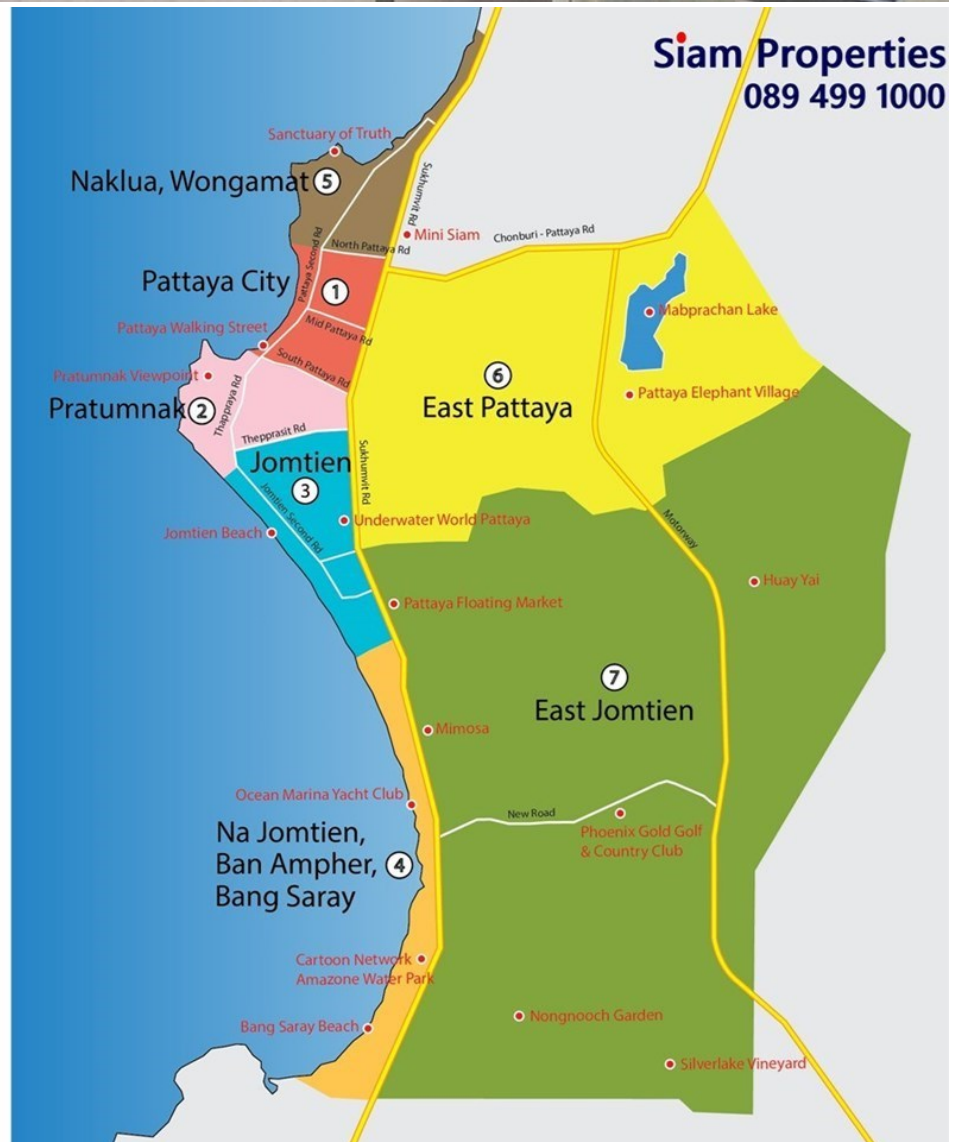 Siam Properties
089 499 1000
Sanctuary of Truth
Naklua, Wongamat 5
Sukhumvit Rd
Mini Siam
Chonburi - Pattaya Rd
North Pattaya Rd
Pattaya Second Rd
Pattaya City
1
Mabprachan Lake
Mid Pattaya Rd
Pattaya Walking Street
South Pattaya Rd
Pratumnak Viewpoint
6
East Pattaya
Pattaya Elephant Village
Pratumnak 2
Thappraya Rd
Thepprasit Rd
Jomtien
3
Sukhumvit Rd
Jomtien Second Rd
Underwater World Pattaya
Jomtien Beach
Motorway
Huay Yai
Pattaya Floating Market
7
East Jomtien
Mimosa
Ocean Marina Yacht Club
New Road
Phoenix Gold Golf
& Country Club
Na Jomtien,
Ban Ampher, 4
Bang Saray
Cartoon Network
Amazone Water Park
Nongnooch Garden
Bang Saray Beach
Silverlake Vineyard